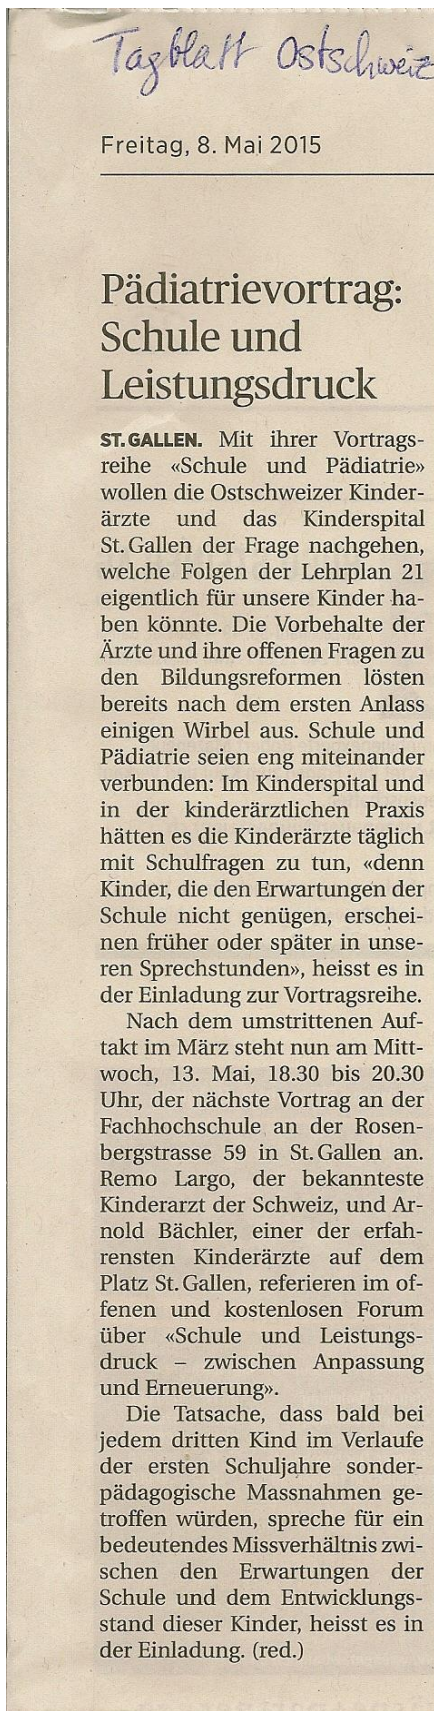 Tagblatt Ostschweiz
Freitag, 8. Mai 2015
Pädiatrievortrag:
Schule und
Leistungsdruck
ST. GALLEN. Mit ihrer Vortrags-
reihe «Schule und Pädiatrie»
wollen die Ostschweizer Kinder-
ärzte und das Kinderspital
St. Gallen der Frage nachgehen,
welche Folgen der Lehrplan 21
eigentlich für unsere Kinder ha-
ben könnte. Die Vorbehalte der
Ärzte und ihre offenen Fragen zu
den Bildungsreformen lösten
bereits nach dem ersten Anlass
einigen Wirbel aus. Schule und
Pädiatrie seien eng miteinander
verbunden: Im Kinderspital und
in der kinderärztlichen Praxis
hätten es die Kinderärzte täglich
mit Schulfragen zu tun, «denn
Kinder, die den Erwartungen der
Schule nicht genügen, erschei-
nen früher oder später in unse-
ren Sprechstunden», heisst es in
der Einladung zur Vortragsreihe.
Nach dem umstrittenen Auf-
takt im März steht nun am Mitt-
woch, 13. Mai, 18.30 bis 20.30
Uhr, der nächste Vortrag an der
Fachhochschule an der Rosen-
bergstrasse 59 in St. Gallen an.
Remo Largo, der bekannteste
Kinderarzt der Schweiz, und Ar-
nold Bächler, einer der erfah-
rensten Kinderärzte auf dem
Platz St. Gallen, referieren im of-
fenen und kostenlosen Forum
über «Schule und Leistungs-
druck – zwischen Anpassung
und Erneuerung».
Die Tatsache, dass bald bei
jedem dritten Kind im Verlaufe
der ersten Schuljahre sonder-
pädagogische Massnahmen ge-
troffen würden, spreche für ein
bedeutendes Missverhältnis zwi-
schen den Erwartungen der
Schule und dem Entwicklungs-
stand dieser Kinder, heisst es in
der Einladung. (red.)